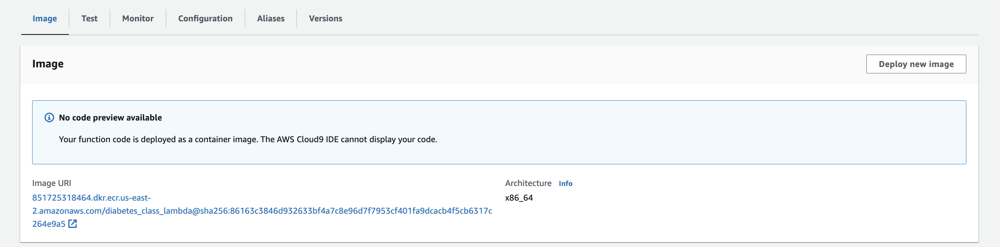 Image Test Monitor Configuration Aliases Versions
Image
Deploy new image
No code preview available
Your function code is deployed as a container image. The AWS Cloud9 IDE cannot display your code.
Image URI
851725318464.dkr.ecr.us-east-
2.amazonaws.com/diabetes_class_lambda@sha256:86163c3846d932633bf4a7c8e96d7f7953cf401fa9dcacb4f5cb6317c
264e9a5
Architecture Info
x86_64